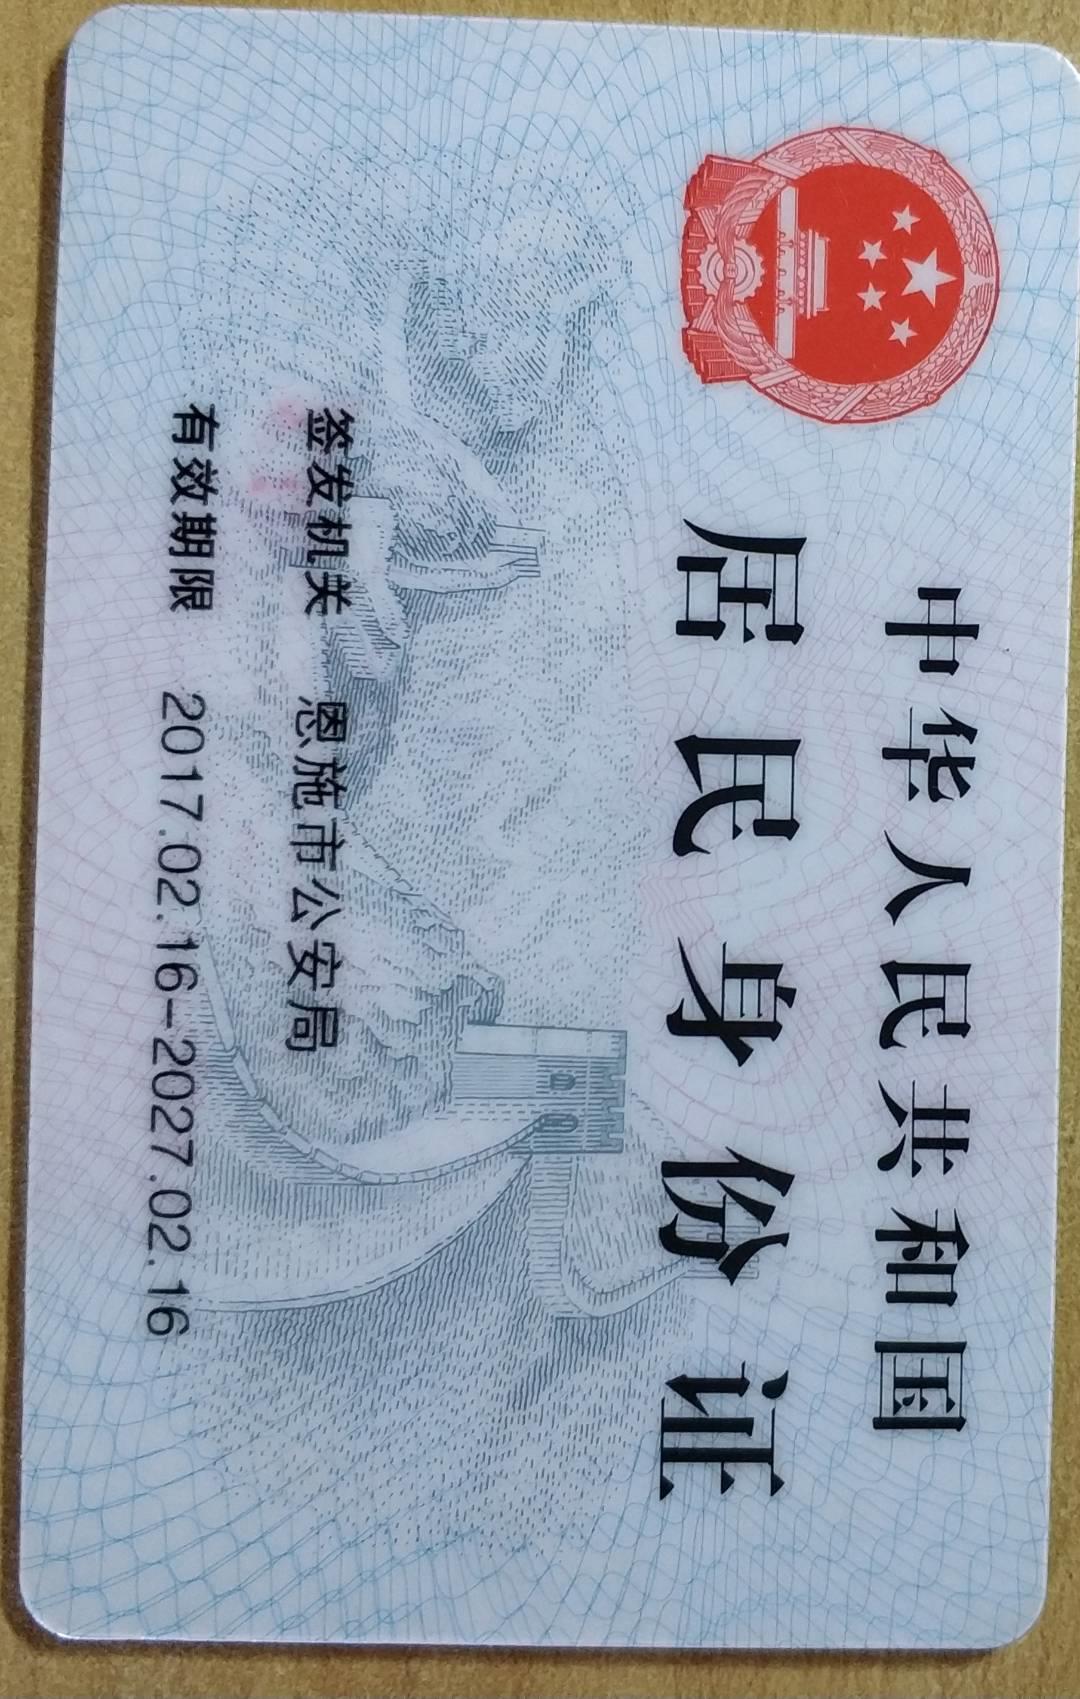 中华人民共和国
居民身份证
签发机关 恩施市公安局
有效期限 2017.02.16-2027.02.16